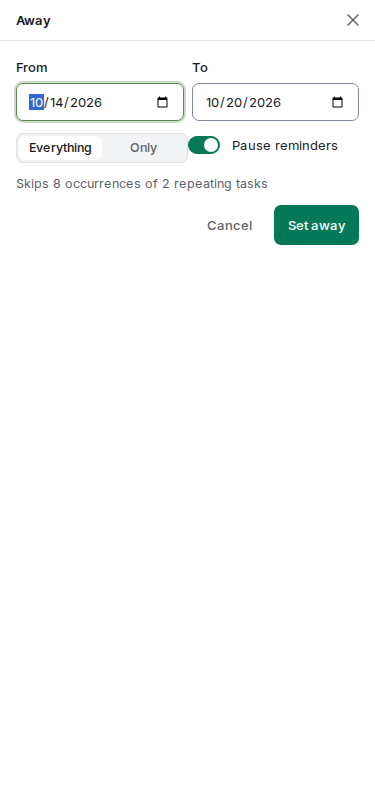 Away
From To
10/14/2026 10/20/2026
Everything Only Pause reminders
Skips 8 occurrences of 2 repeating tasks
Cancel Set away